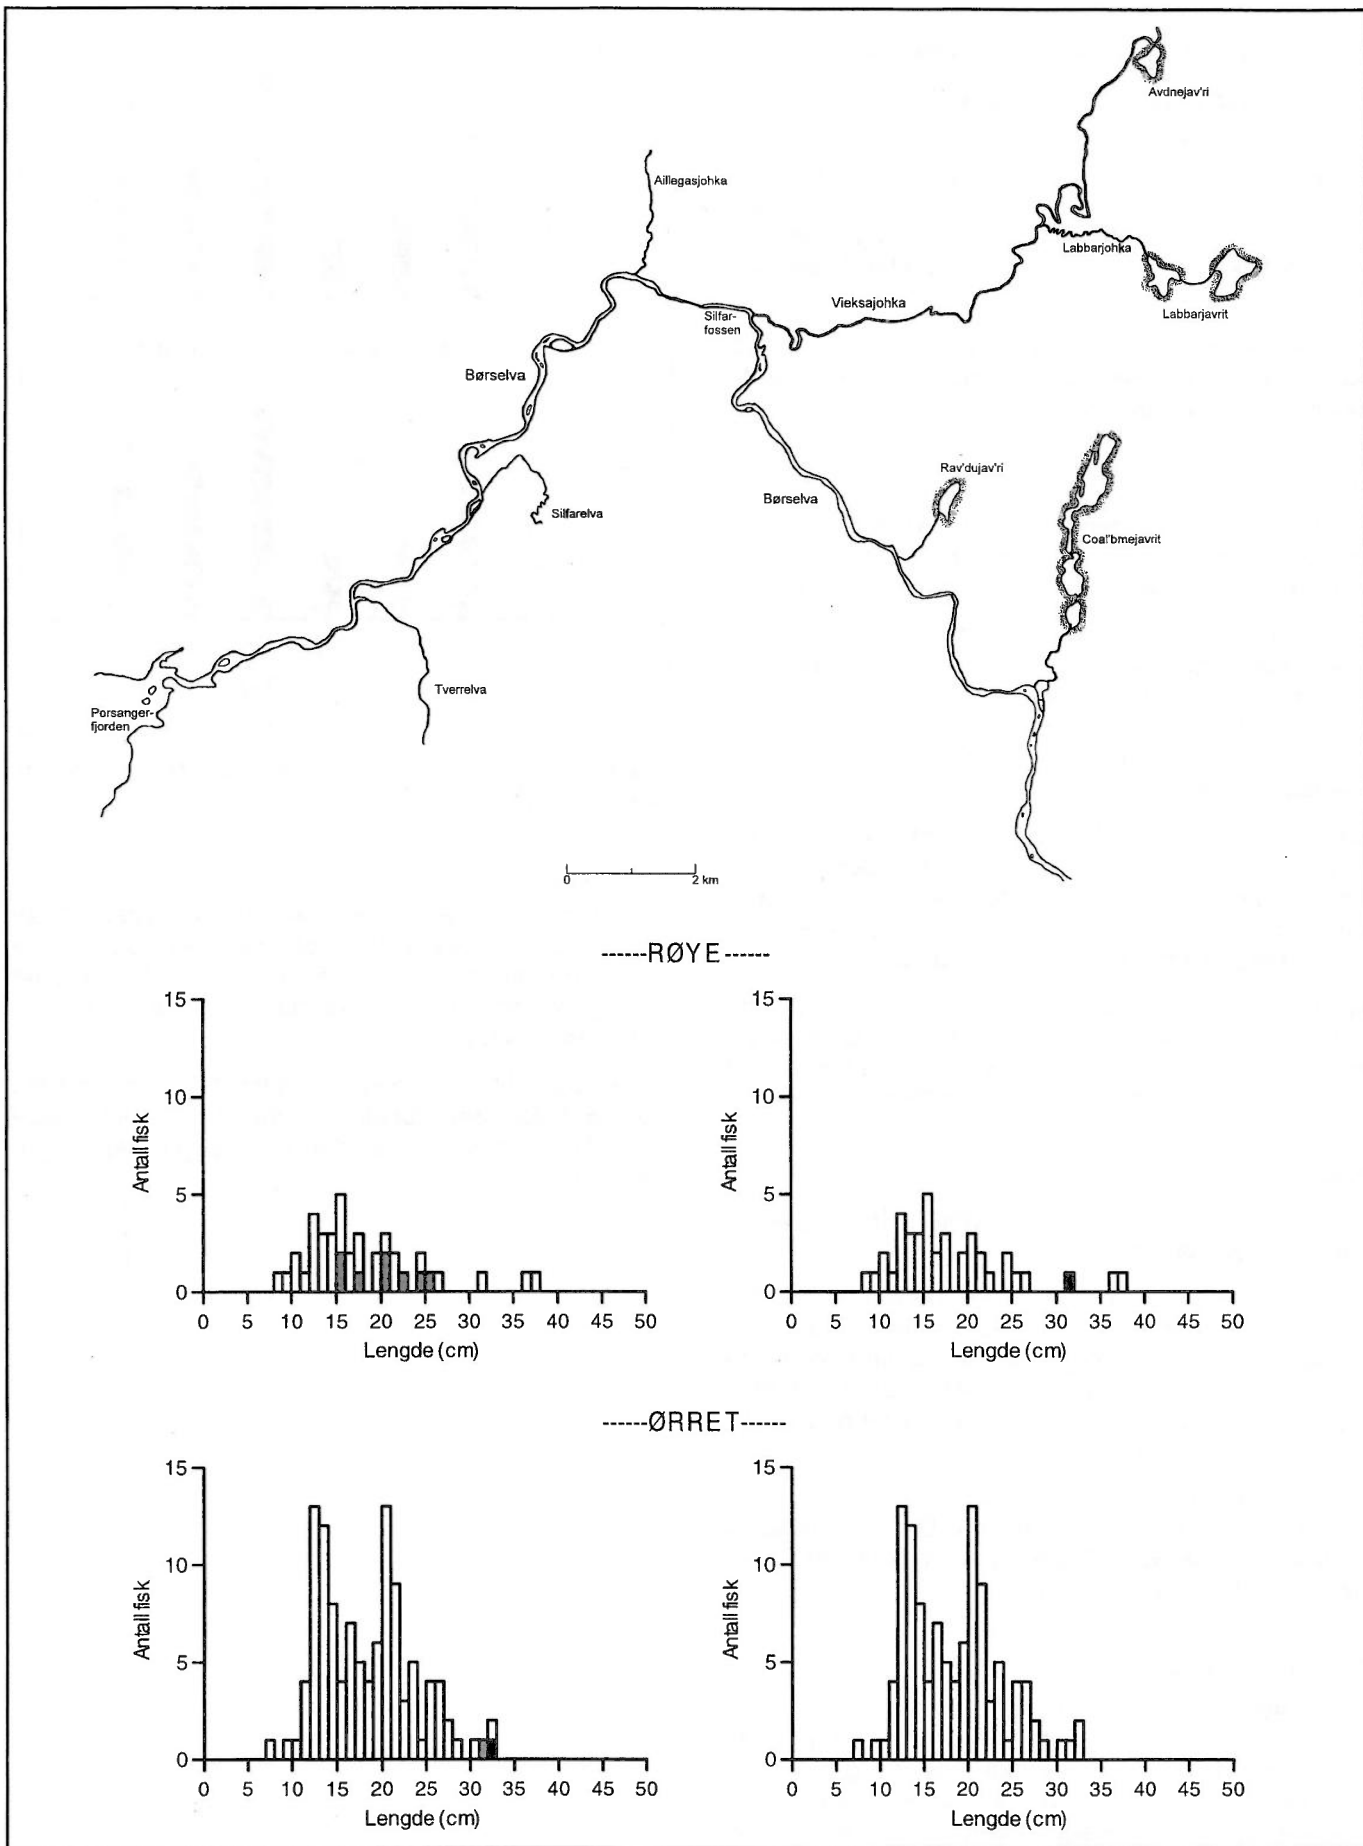 Avdnejav'ri
Aillegasjohka
Labbarjohka
Vieksajohka
Silfar-
fossen
Labbarjavrit
Børselva
Rav'dujav'ri
Børselva
Silfarelva
Coal'bmejavrit
Tverrelva
Porsanger-
fjorden
0 2 km
------RØYE------
15
10
5
0
Antall fisk
0 5 10 15 20 25 30 35 40 45 50
Lengde (cm)
15
10
5
0
Antall fisk
0 5 10 15 20 25 30 35 40 45 50
Lengde (cm)
------ØRRET------
15
10
5
0
Antall fisk
0 5 10 15 20 25 30 35 40 45 50
Lengde (cm)
15
10
5
0
Antall fisk
0 5 10 15 20 25 30 35 40 45 50
Lengde (cm)